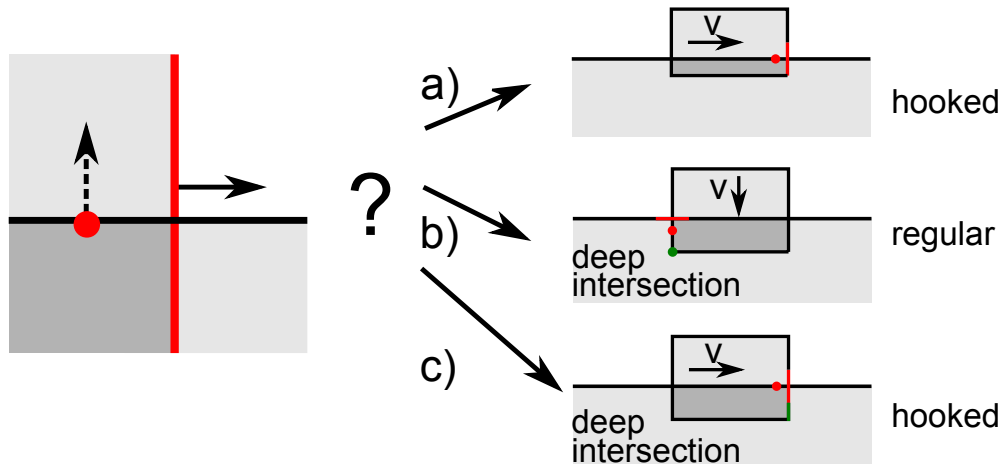 ?
a)
V
hooked
b)
V
deep
intersection
regular
c)
V
deep
intersection
hooked